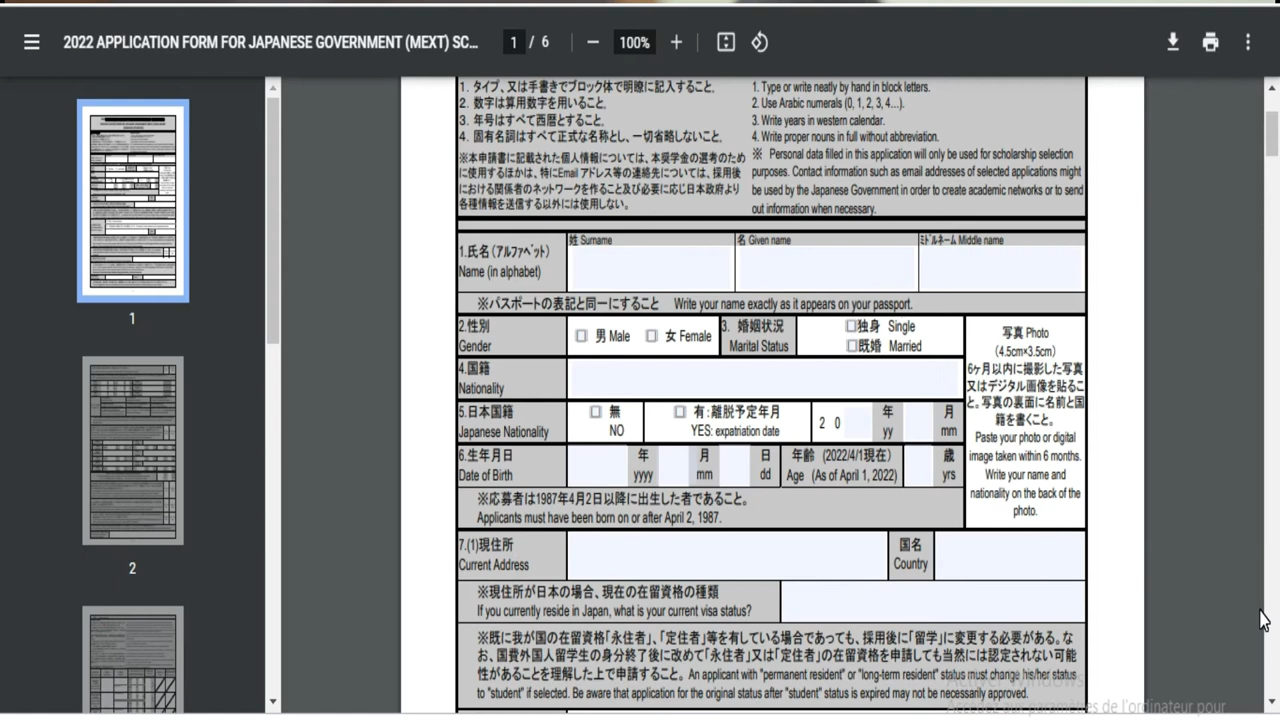 2022 APPLICATION FORM FOR JAPANESE GOVERNMENT (MEXT) SC...
1 / 6
100%
1
2
1. タイプ、又は手書きでブロック体で明瞭に記入すること。
2. 数字は算用数字を用いること。
3. 年号はすべて西暦とすること。
4. 固有名詞はすべて正式な名称とし、一切省略しないこと。
※本申請書に記載された個人情報については、本奨学金の選考のため
に使用するほかは、特にEmail アドレス等の連絡先については、採用後
における関係者のネットワークを作ること及び必要に応じ日本政府より
各種情報を送信する以外には使用しない。
1. Type or write neatly by hand in block letters.
2. Use Arabic numerals (0, 1, 2, 3, 4…).
3. Write years in western calendar.
4. Write proper nouns in full without abbreviation.
※ Personal data filled in this application will only be used for scholarship selection
purposes. Contact information such as email addresses of selected applications might
be used by the Japanese Government in order to create academic networks or to send
out information when necessary.
1.氏名(アルファベット)
Name (in alphabet)
姓 Surname
名 Given name
ミドルネーム Middle name
※パスポートの表記と同一にすること Write your name exactly as it appears on your passport.
2.性別
Gender
男 Male
女 Female
3. 婚姻状況
Marital Status
独身 Single
既婚 Married
写真 Photo
(4.5cm×3.5cm)
6ヶ月以内に撮影した写真
又はデジタル画像を貼るこ
と。写真の裏面に名前と国
籍を書くこと。
Paste your photo or digital
image taken within 6 months.
Write your name and
nationality on the back of the
photo.
4.国籍
Nationality
5.日本国籍
Japanese Nationality
無
NO
有:離脱予定年月
YES: expatriation date
2 0
年
yy
月
mm
6.生年月日
Date of Birth
年
yyyy
月
mm
日
dd
年齢 (2022/4/1現在)
Age (As of April 1, 2022)
歳
yrs
※応募者は1987年4月2日以降に出生した者であること。
Applicants must have been born on or after April 2, 1987.
7.(1)現住所
Current Address
国名
Country
※現住所が日本の場合、現在の在留資格の種類
If you currently reside in Japan, what is your current visa status?
※既に我が国の在留資格「永住者」、「定住者」等を有している場合であっても、採用後に「留学」に変更する必要がある。な
お、国費外国人留学生の身分終了後に改めて「永住者」又は「定住者」の在留資格を申請しても当然には認定されない可能
性があることを理解した上で申請すること。An applicant with "permanent resident" or "long-term resident" status must change his/her status
to "student" if selected. Be aware that application for the original status after "student" status is expired may not be necessarily approved.
Activer Windows
Accédez aux paramètres de l'ordinateur pour